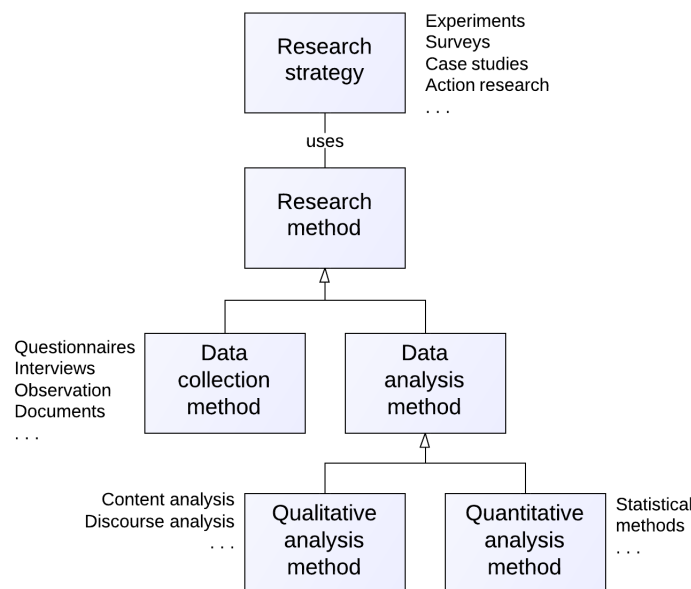 Research
strategy
Experiments
Surveys
Case studies
Action research
. . .
uses
Research
method
Questionnaires
Interviews
Observation
Documents
. . .
Data
collection
method
Data
analysis
method
Content analysis
Discourse analysis
. . .
Qualitative
analysis
method
Quantitative
analysis
method
Statistical
methods
. . .